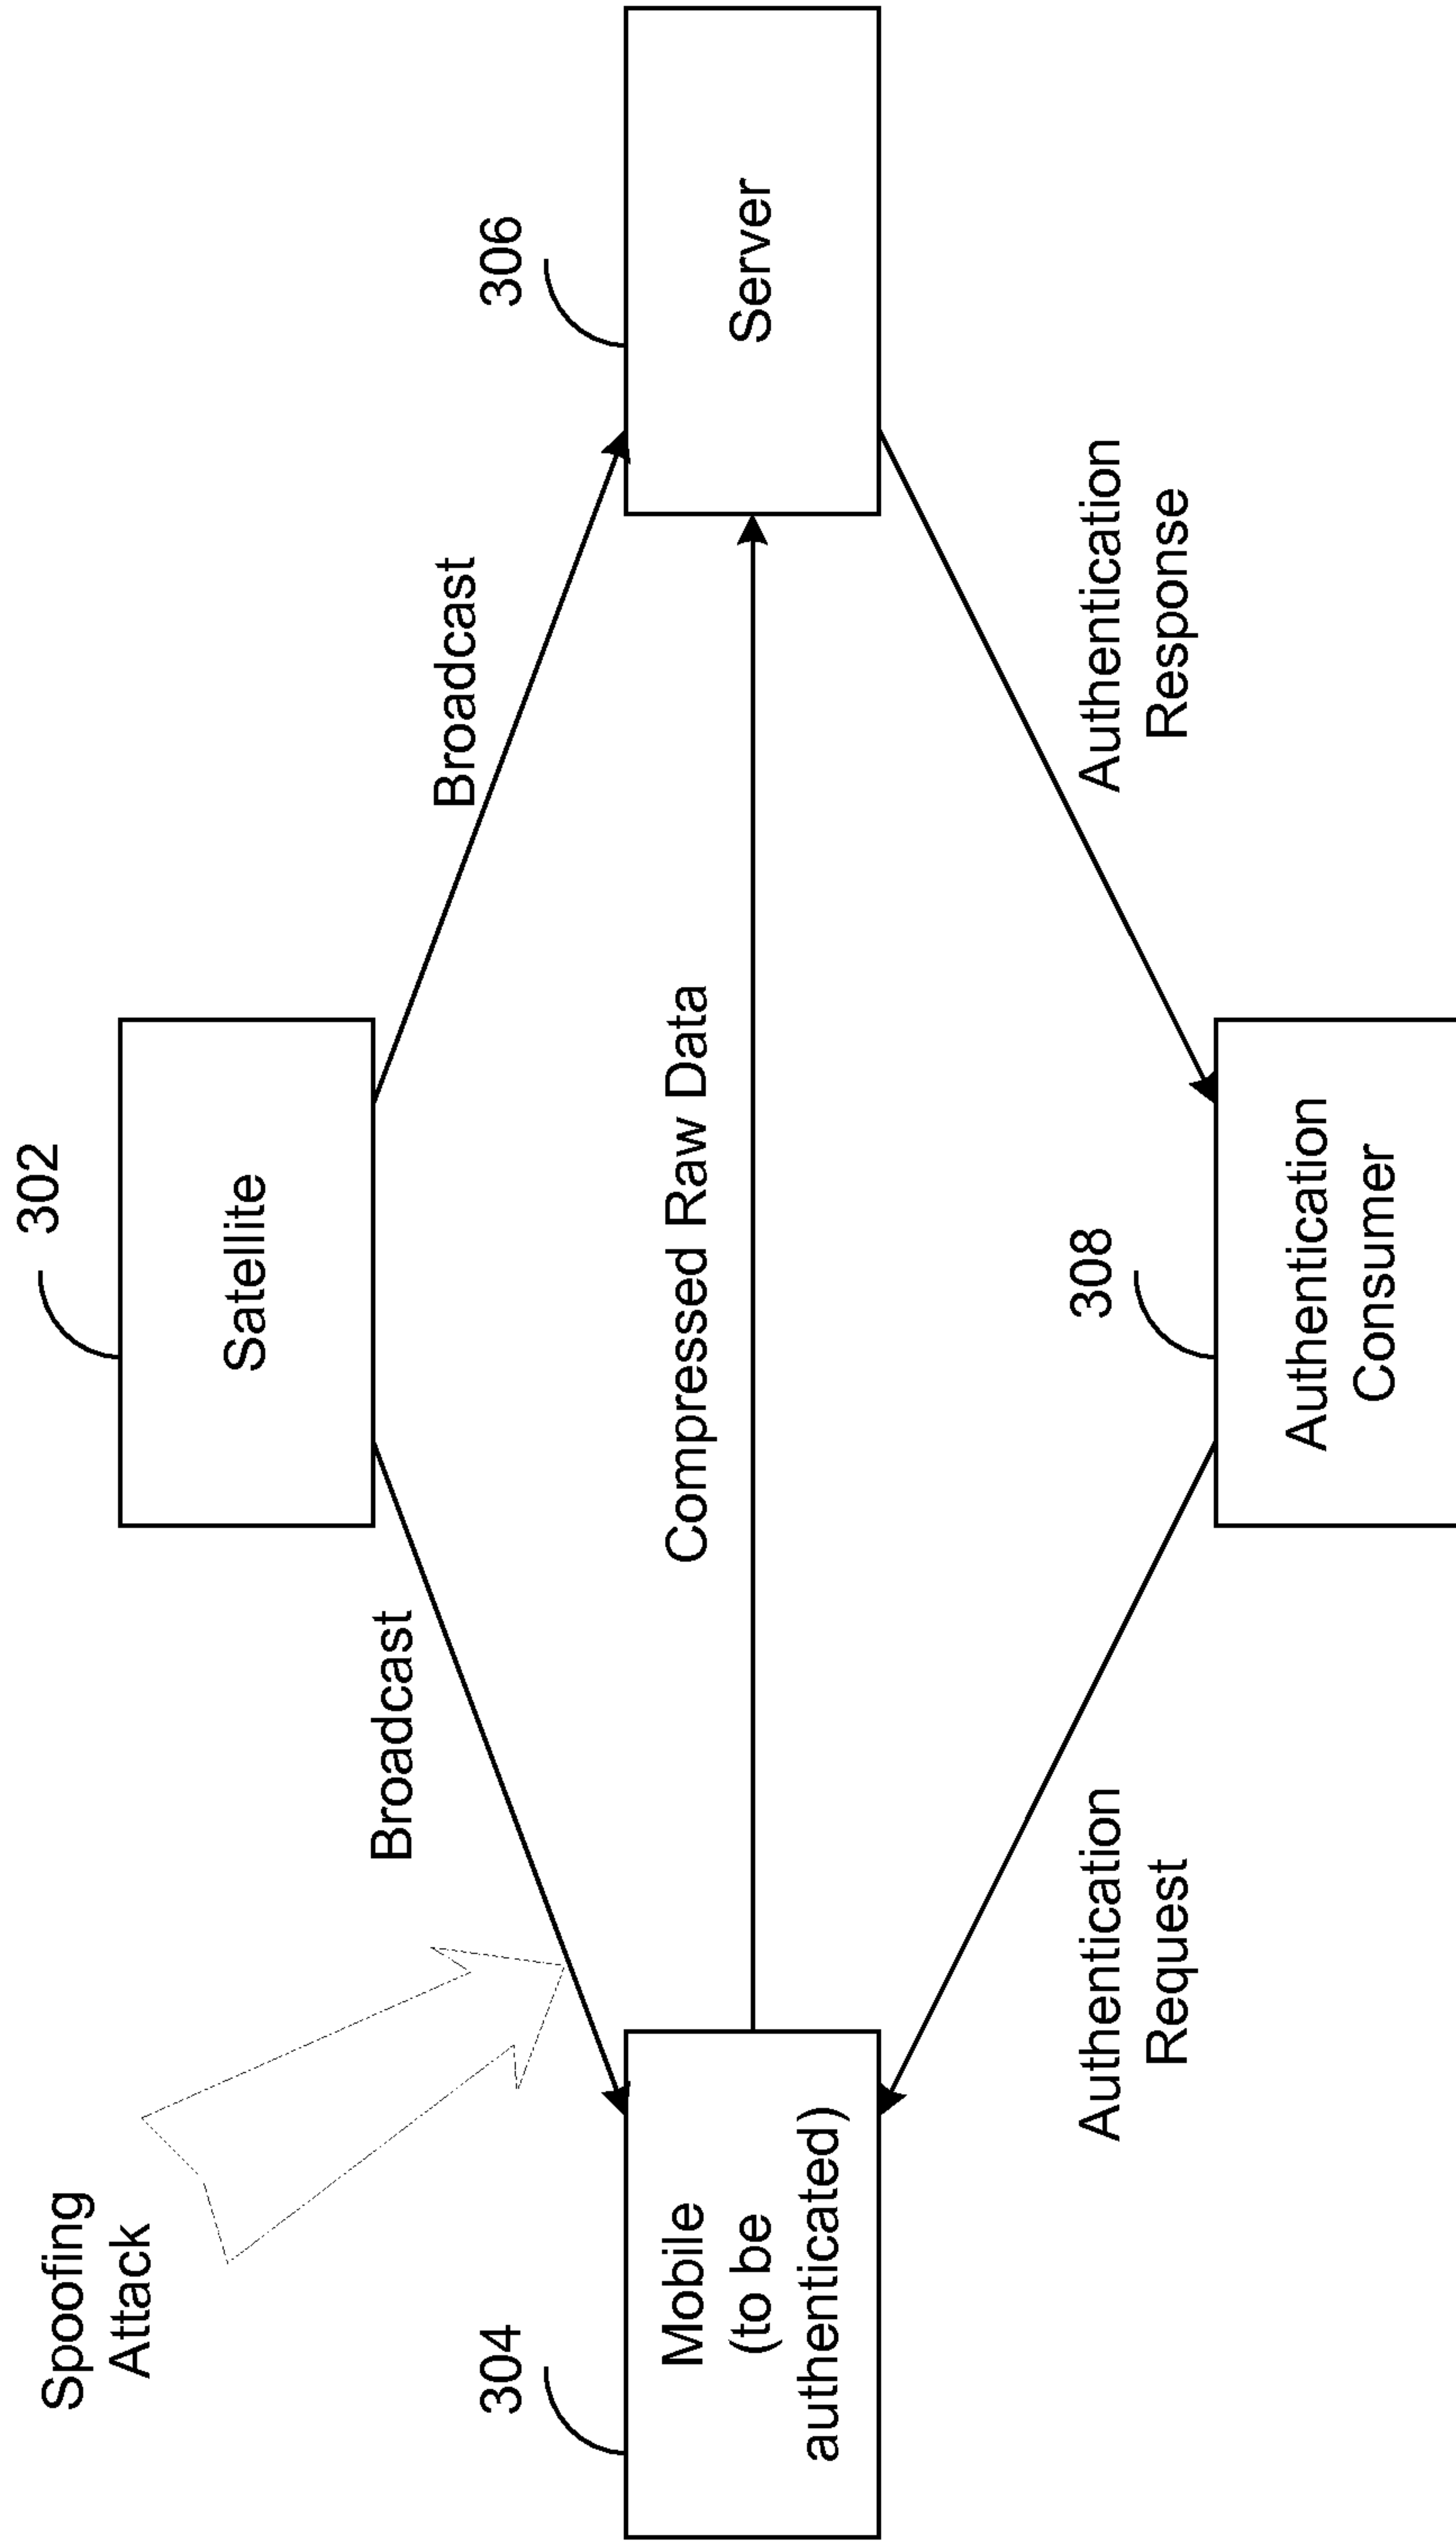 302
Satellite
Spoofing
Attack
Broadcast
Broadcast
304
Mobile
(to be
authenticated)
Compressed Raw Data
306
Server
Authentication
Request
Authentication
Response
308
Authentication
Consumer